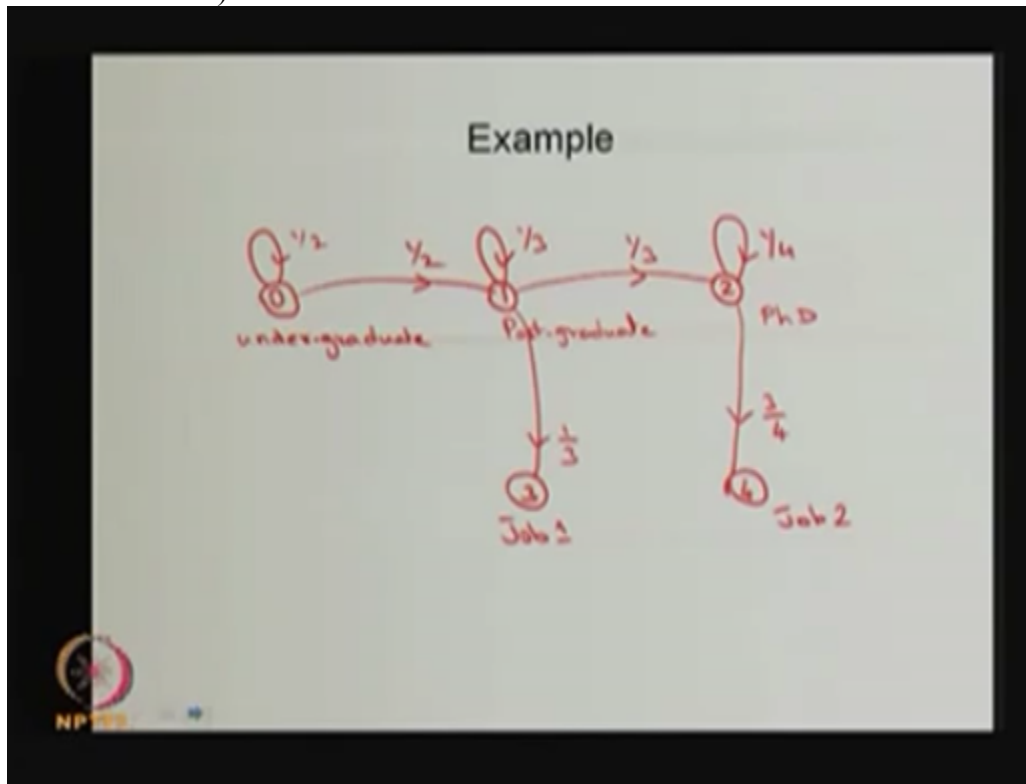 Example
1/2
1/2
1/3
1/3
1/4
0
1
2
under-graduate
Post-graduate
PhD
1/3
3/4
3
4
Job 1
Job 2
NPTEL